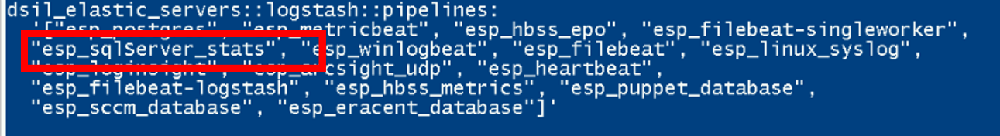 dsil_elastic_servers::logstash::pipelines:
'["esp_postgres", "esp_metricbeat", "esp_hbss_epo", "esp_filebeat-singleworker",
"esp_sqlServer_stats", "esp_winlogbeat", "esp_filebeat", "esp_linux_syslog",
"esp_loginsight", "esp_arcsight_udp", "esp_heartbeat",
"esp_filebeat-logstash", "esp_hbss_metrics", "esp_puppet_database",
"esp_sccm_database", "esp_eracent_database"]'